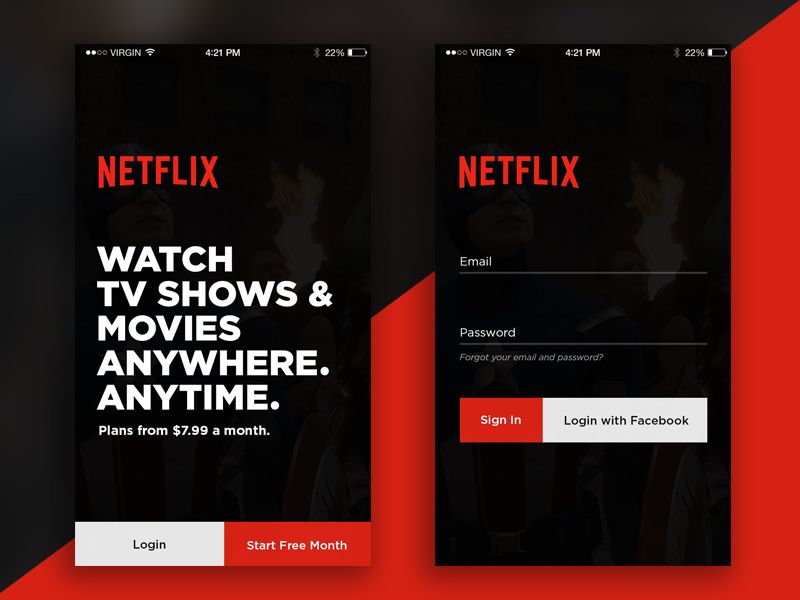 VIRGIN 4:21 PM 22%
NETFLIX
WATCH
TV SHOWS &
MOVIES
ANYWHERE.
ANYTIME.
Plans from $7.99 a month.
Login
Start Free Month
VIRGIN 4:21 PM 22%
NETFLIX
Email
Password
Forgot your email and password?
Sign In
Login with Facebook